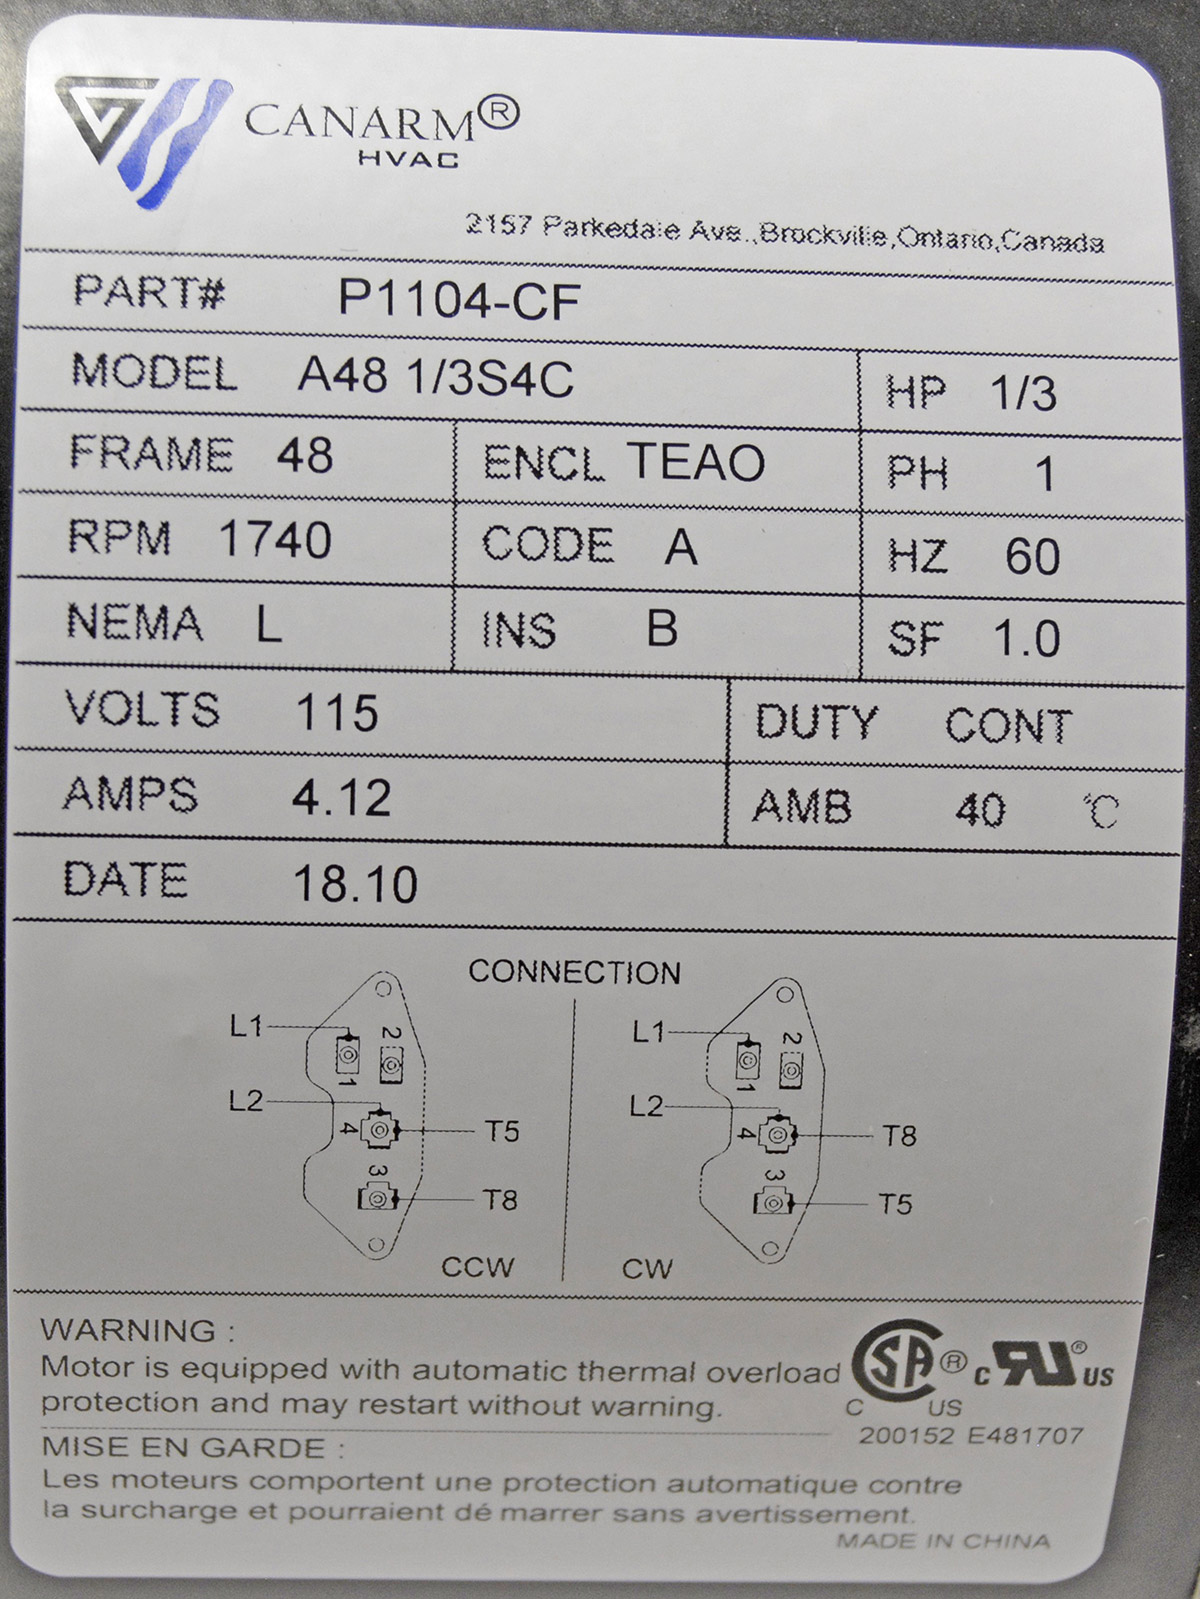 CANARM®
HVAC
2157 Parkedale Ave.,Brockville,Ontario,Canada
PART# P1104-CF
MODEL A48 1/3S4C HP 1/3
FRAME 48 ENCL TEAO PH 1
RPM 1740 CODE A HZ 60
NEMA L INS B SF 1.0
VOLTS 115 DUTY CONT
AMPS 4.12 AMB 40 °C
DATE 18.10
CONNECTION
L1 1 2
L2 4 T5
3 T8
CCW
L1 1 2
L2 4 T8
3 T5
CW
WARNING :
Motor is equipped with automatic thermal overload
protection and may restart without warning.
MISE EN GARDE :
Les moteurs comportent une protection automatique contre
la surcharge et pourraient dé marrer sans avertissement.
SA® C US
c RU® US
200152 E481707
MADE IN CHINA